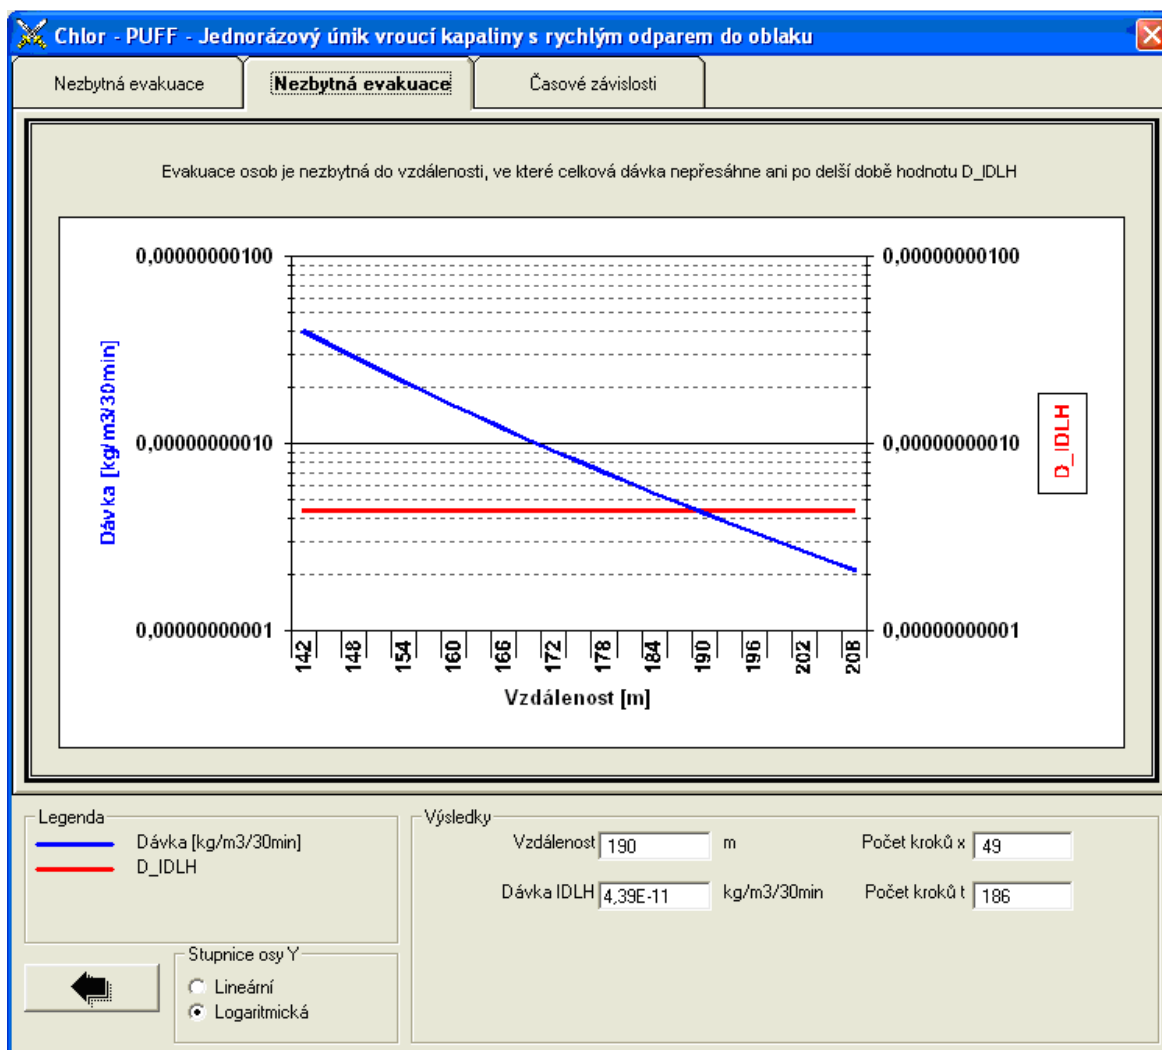 Chlor - PUFF - Jednorázový únik vroucí kapaliny s rychlým odparem do oblaku
Nezbytná evakuace
Nezbytná evakuace
Časové závislosti
Evakuace osob je nezbytná do vzdálenosti, ve které celková dávka nepřesáhne ani po delší době hodnotu D_IDLH
0,00000000100
0,00000000100
Dávka [kg/m3/30min]
0,00000000010
0,00000000010
D_IDLH
0,00000000001
0,00000000001
142 148 154 160 166 172 178 184 190 196 202 208
Vzdálenost [m]
Legenda
Dávka [kg/m3/30min]
D_IDLH
Výsledky
Vzdálenost 190 m Počet kroků x 49
Dávka IDLH 4,39E-11 kg/m3/30min Počet kroků t 186
Stupnice osy Y
Lineární
Logaritmická